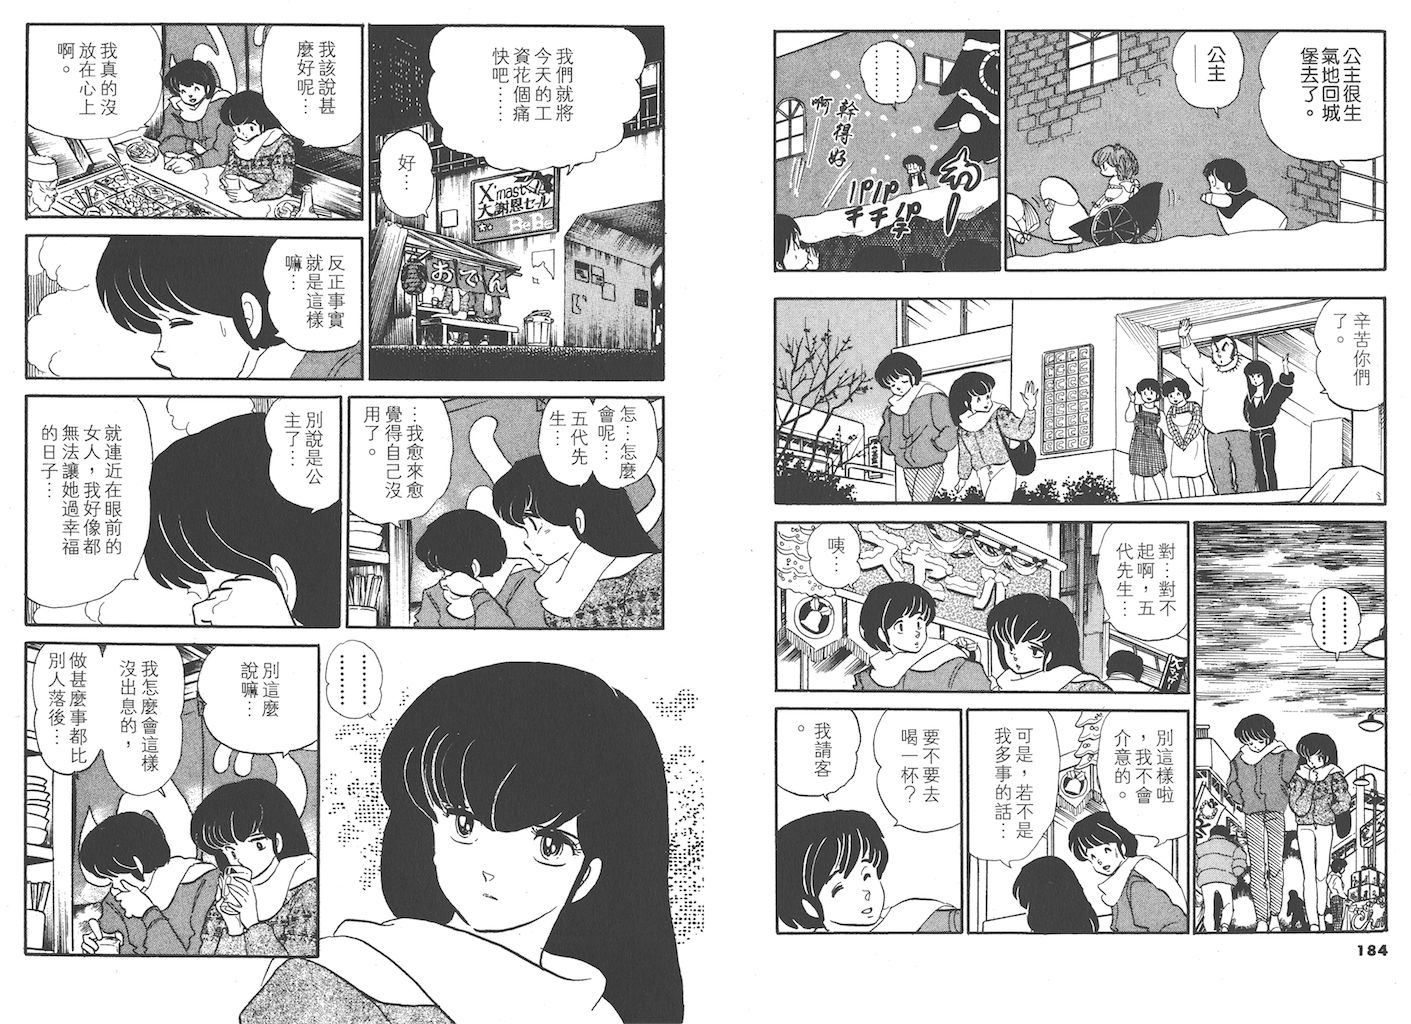 公主很生
氣地回城
堡去了。
公主
──
⋯⋯⋯
幹得好
啊──
幼──
パパパ
チチチ
辛苦你們
了。
⋯⋯⋯
對⋯對不
起啊，五
代先生⋯
咦⋯
別這樣啦
，我不會
介意的。
可是，若不是
我多事的話⋯
要不要去
喝一杯？
我請客
。
184
我們就將
今天的工
資花個痛
快吧⋯⋯
好⋯
X'mas
大謝恩セール
BeBe
おでん
我該說甚
麼好呢⋯
我真的沒
放在心上
啊。
反正事實
就是這樣
嘛⋯
怎⋯怎麼
會呢⋯
五代先
生⋯
⋯我愈來愈
覺得自己沒
用了。
別說是公
主了⋯
就連近在眼前的
女人，我好像都
無法讓她過幸福
的日子⋯
⋯⋯⋯
別這麼
說嘛⋯
我怎麼會這樣
沒出息的，
做甚麼事都比
別人落後⋯